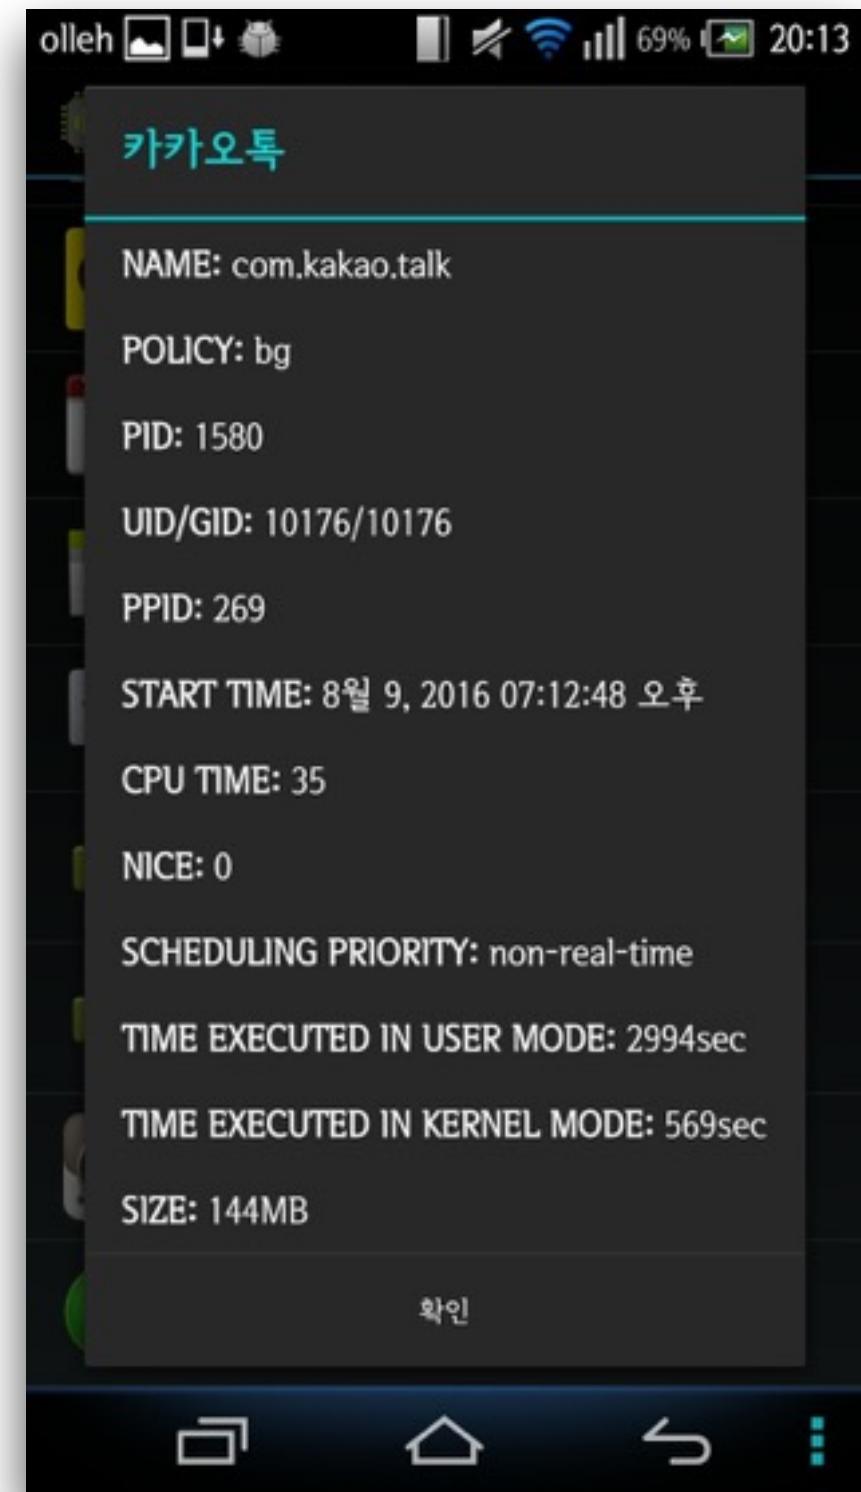 olleh 69% 20:13
카카오톡
NAME: com.kakao.talk
POLICY: bg
PID: 1580
UID/GID: 10176/10176
PPID: 269
START TIME: 8월 9, 2016 07:12:48 오후
CPU TIME: 35
NICE: 0
SCHEDULING PRIORITY: non-real-time
TIME EXECUTED IN USER MODE: 2994sec
TIME EXECUTED IN KERNEL MODE: 569sec
SIZE: 144MB
확인